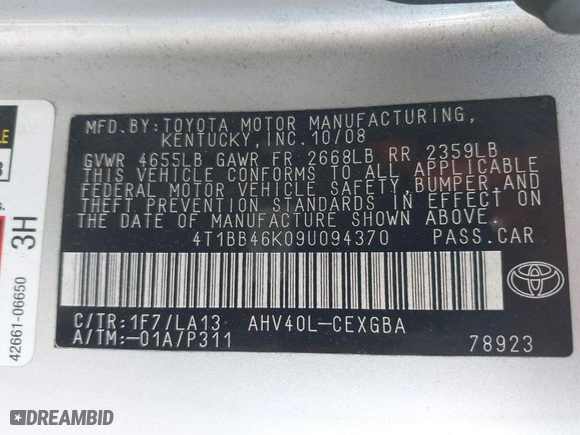 MFD. BY: TOYOTA MOTOR MANUFACTURING,
KENTUCKY, INC. 10/08
GVWR 4655LB GAWR FR 2668LB RR 2359LB
THIS VEHICLE CONFORMS TO ALL APPLICABLE
FEDERAL MOTOR VEHICLE SAFETY, BUMPER, AND
THEFT PREVENTION STANDARDS IN EFFECT ON
THE DATE OF MANUFACTURE SHOWN ABOVE.
4T1BB46K09U094370 PASS. CAR
C/TR: 1F7/LA13 AHV40L-CEXGBA
A/TM: -01A/P311
78923
TOYOTA
3H
42661-06650
DREAMBID